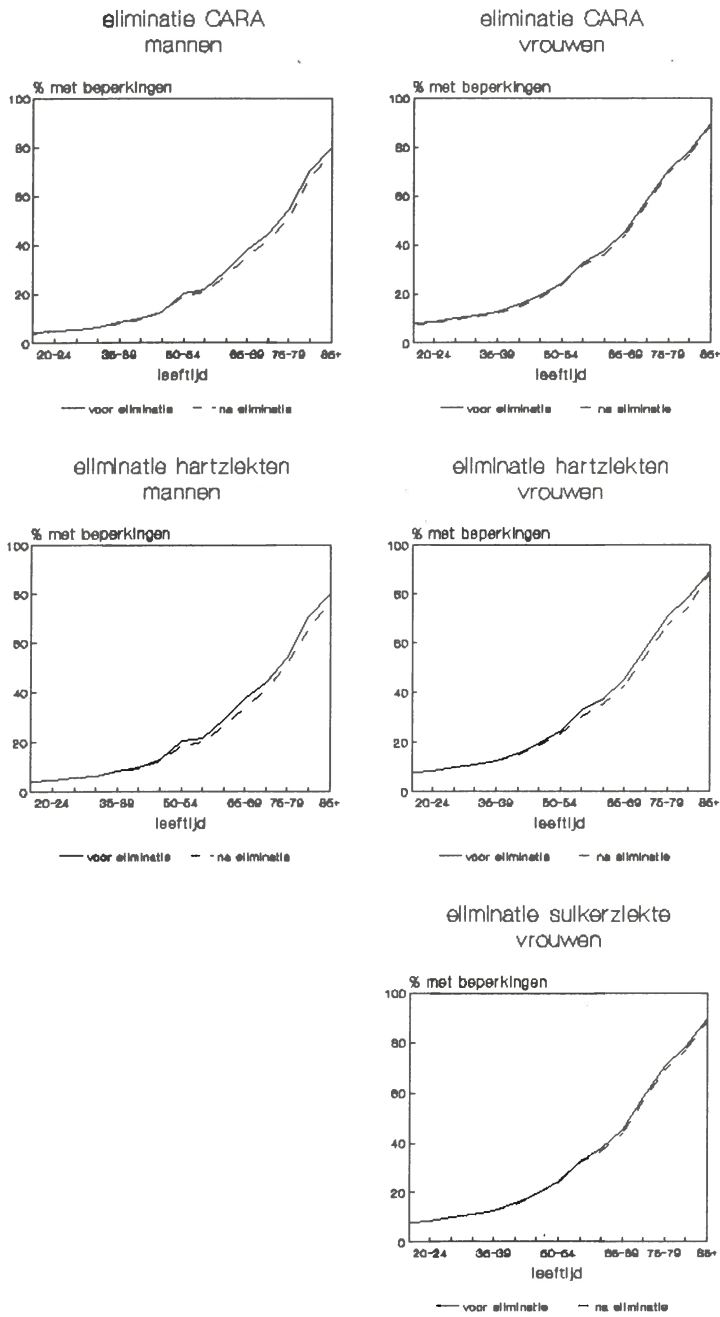 eliminatie CARA
mannen
% met beperkingen
100
80
60
40
20
0
20-24 35-39 50-54 65-69 75-79 85+
leeftijd
voor eliminatie na eliminatie
eliminatie CARA
vrouwen
% met beperkingen
100
80
60
40
20
0
20-24 35-39 50-54 65-69 75-79 85+
leeftijd
voor eliminatie na eliminatie
eliminatie hartziekten
mannen
% met beperkingen
100
80
60
40
20
0
20-24 35-39 50-54 65-69 75-79 85+
leeftijd
voor eliminatie na eliminatie
eliminatie hartziekten
vrouwen
% met beperkingen
100
80
60
40
20
0
20-24 35-39 50-54 65-69 75-79 85+
leeftijd
voor eliminatie na eliminatie
eliminatie suikerziekte
vrouwen
% met beperkingen
100
80
60
40
20
0
20-24 35-39 50-54 65-69 75-79 85+
leeftijd
voor eliminatie na eliminatie